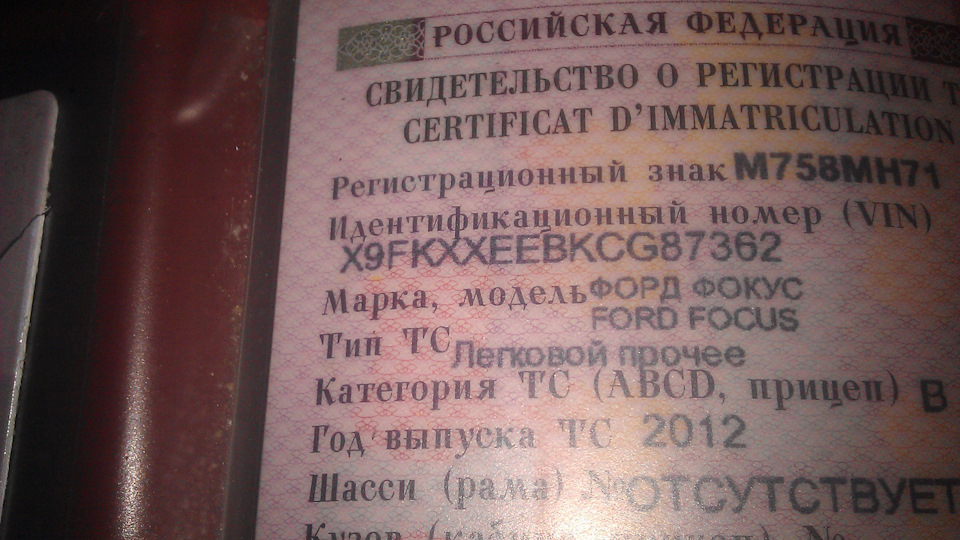 РОССИЙСКАЯ ФЕДЕРАЦИЯ
СВИДЕТЕЛЬСТВО О РЕГИСТРАЦИИ Т
CERTIFICAT D'IMMATRICULATION
Регистрационный знак М758МН71
Идентификационный номер (VIN)
X9FKXXEEBKCG87362
Марка, модель ФОРД ФОКУС
FORD FOCUS
Тип ТС Легковой прочее
Категория ТС (ABCD, прицеп) B
Год выпуска ТС 2012
Шасси (рама) № ОТСУТСТВУЕТ